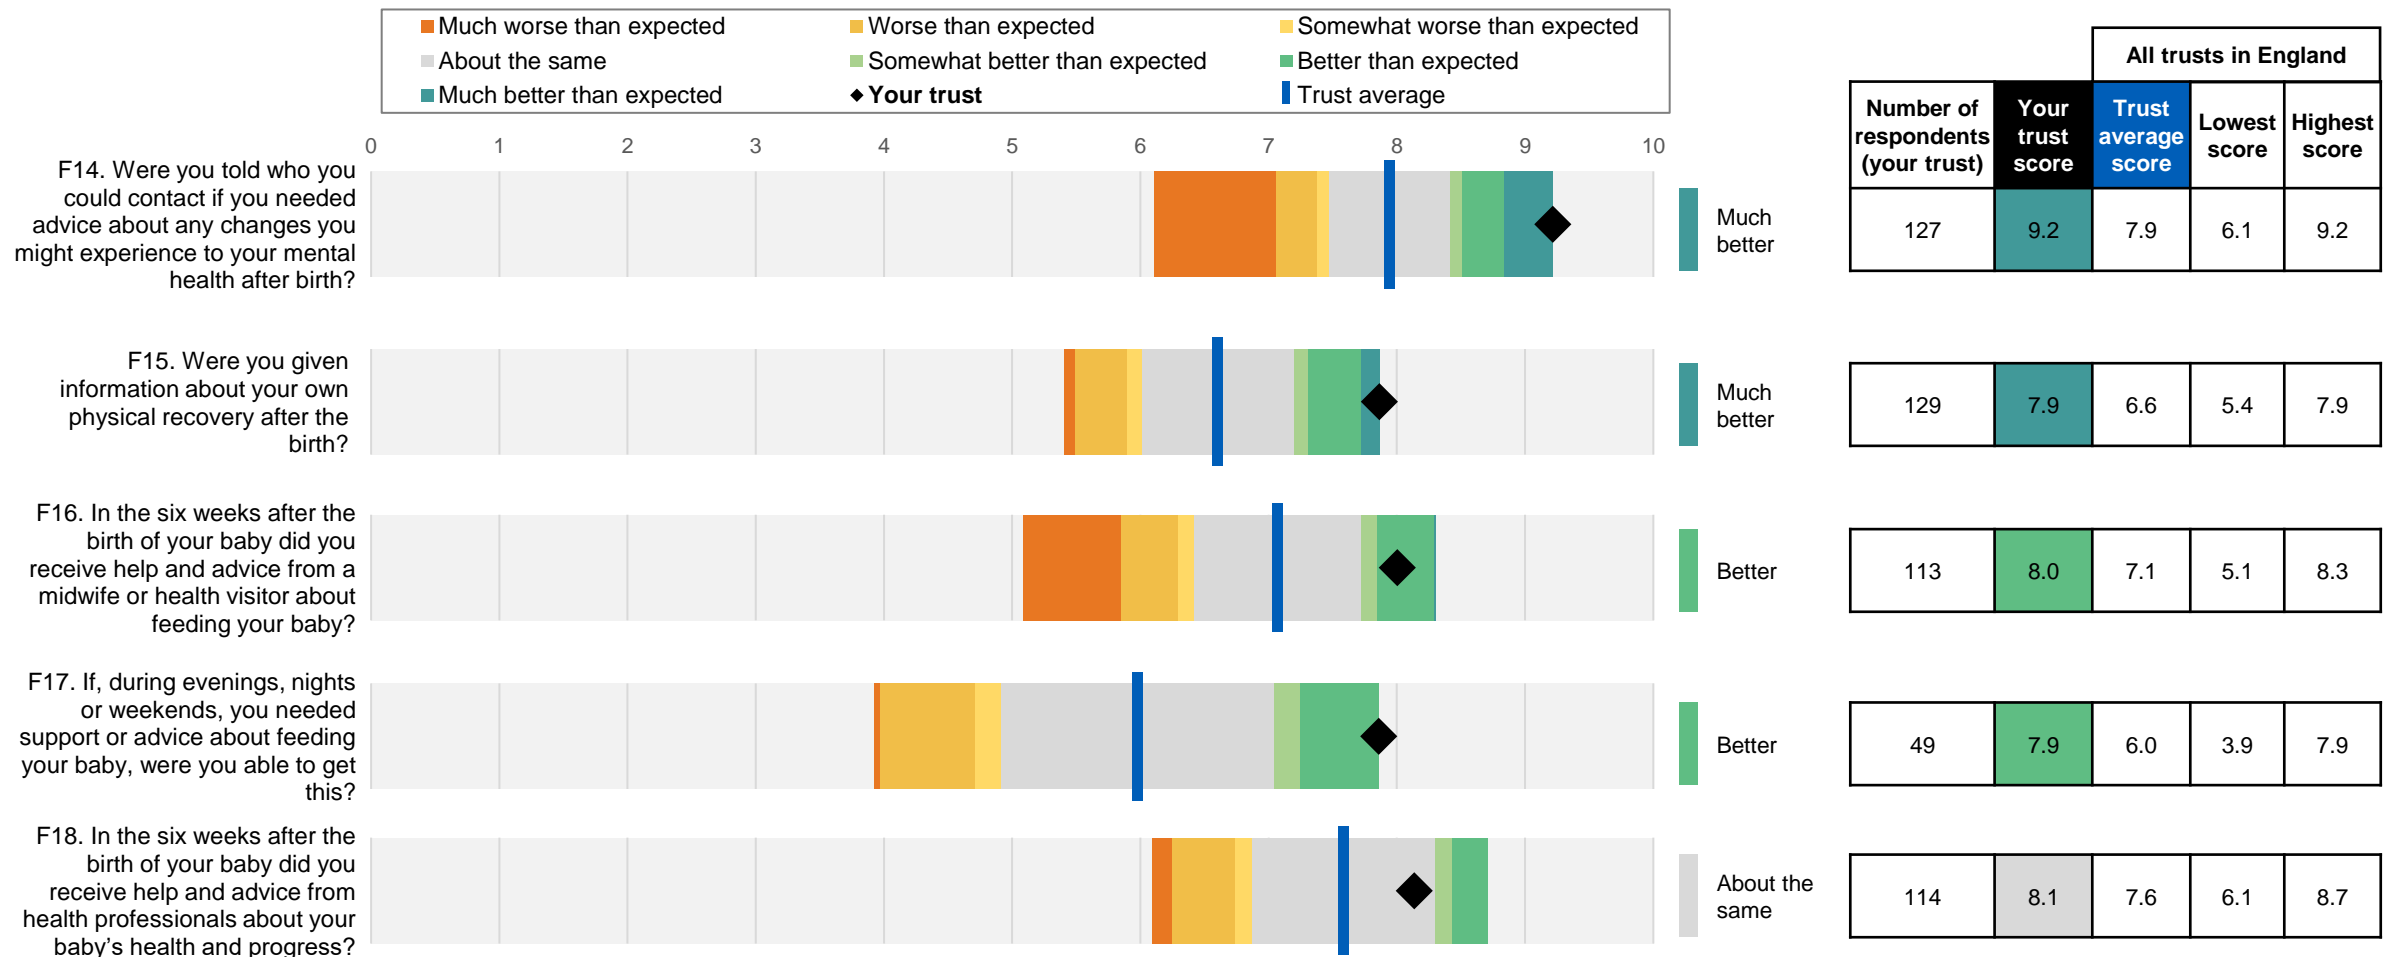 Much worse than expected
Worse than expected
Somewhat worse than expected
About the same
Somewhat better than expected
Better than expected
Much better than expected
Your trust
Trust average
All trusts in England
Number of respondents (your trust)
Your trust score
Trust average score
Lowest score
Highest score
0 1 2 3 4 5 6 7 8 9 10
F14. Were you told who you
could contact if you needed
advice about any changes you
might experience to your mental
health after birth?
Much
better
127 9.2 7.9 6.1 9.2
F15. Were you given
information about your own
physical recovery after the
birth?
Much
better
129 7.9 6.6 5.4 7.9
F16. In the six weeks after the
birth of your baby did you
receive help and advice from a
midwife or health visitor about
feeding your baby?
Better
113 8.0 7.1 5.1 8.3
F17. If, during evenings, nights
or weekends, you needed
support or advice about feeding
your baby, were you able to get
this?
Better
49 7.9 6.0 3.9 7.9
F18. In the six weeks after the
birth of your baby did you
receive help and advice from
health professionals about your
baby’s health and progress?
About the
same
114 8.1 7.6 6.1 8.7